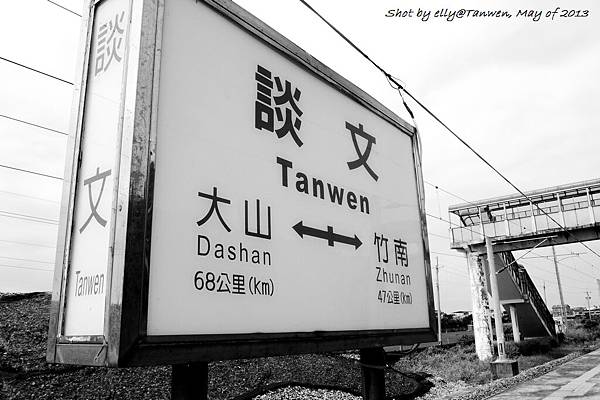 Shot by elly@Tanwen, May of 2013
談文
Tanwen
談文
Tanwen
大山 ⟷ 竹南
Dashan Zhunan
68公里(km) 47公里(km)